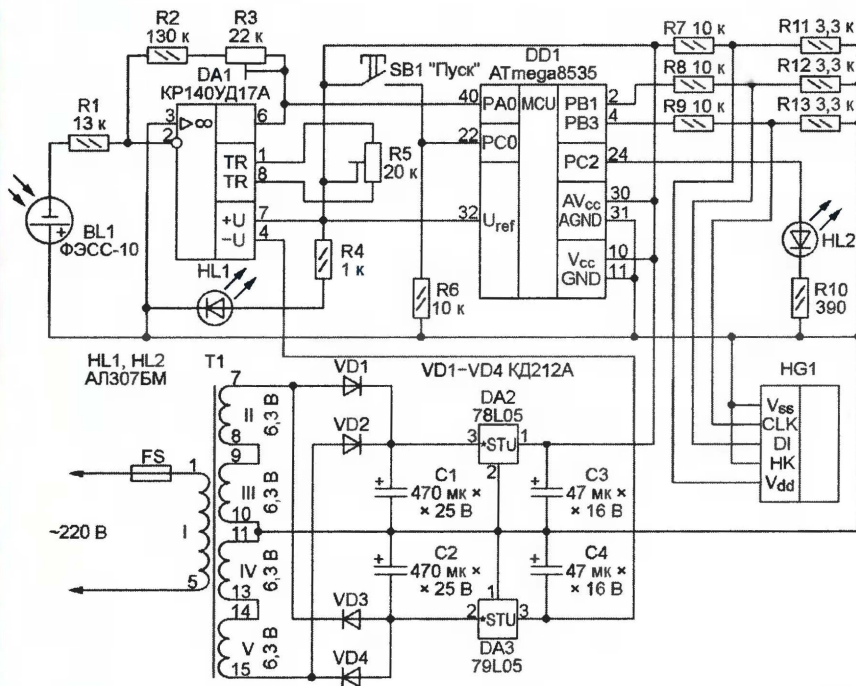 R2
130 к
R3
22 к
DA1
КР140УД17А
R1
13 к
3
▷∞
2
6
TR
1
TR
8
+U
7
-U
4
BL1
ФЭСС-10
HL1
R4
1 к
R5
20 к
SB1 "Пуск"
R6
10 к
DD1
ATmega8535
40
PA0
MCU
PB1
2
PB3
4
22
PC0
PC2
24
32
Uref
AVcc
30
AGND
31
Vcc
10
GND
11
R7 10 к
R8 10 к
R9 10 к
R11 3,3 к
R12 3,3 к
R13 3,3 к
HL2
R10
390
HG1
Vss
CLK
DI
HK
Vdd
HL1, HL2
АЛ307БМ
T1
7
II
6,3 В
8
9
III
6,3 В
10
11
IV
6,3 В
13
14
V
6,3 В
15
FS
1
I
5
~220 В
VD1
VD2
VD3
VD4
VD1–VD4 КД212А
DA2
78L05
3
*STU
1
2
C1
470 мк ×
× 25 В
C3
47 мк ×
× 16 В
C2
470 мк ×
× 25 В
C4
47 мк ×
× 16 В
1
2
*STU
3
DA3
79L05